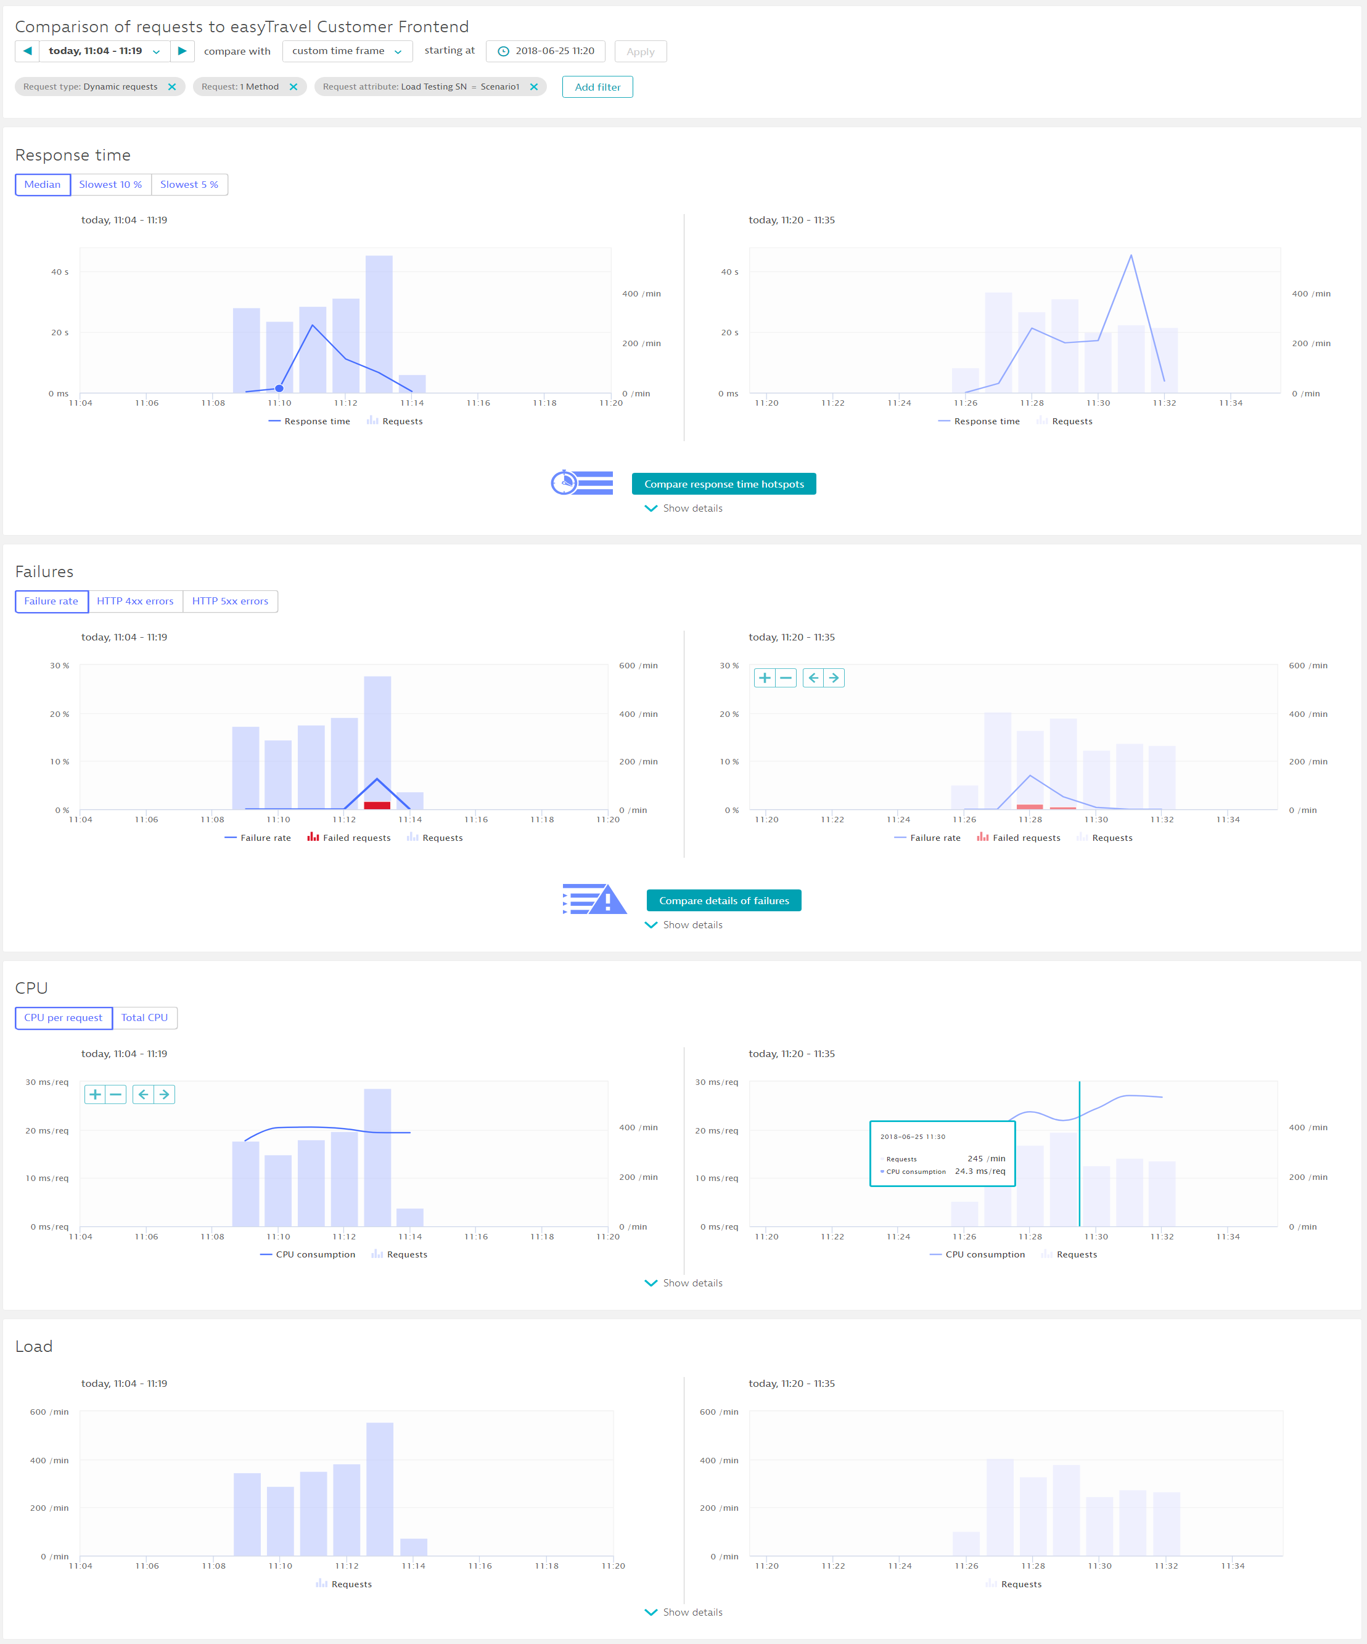 Comparison of requests to easyTravel Customer Frontend
today, 11:04 - 11:19 compare with custom time frame starting at 2018-06-25 11:20 Apply
Request type: Dynamic requests Request: 1 Method Request attribute: Load Testing SN = Scenario1 Add filter
Response time
Median Slowest 10 % Slowest 5 %
today, 11:04 - 11:19
40 s
20 s
0 ms
400 /min
200 /min
0 /min
11:04 11:06 11:08 11:10 11:12 11:14 11:16 11:18 11:20
Response time Requests
today, 11:20 - 11:35
40 s
20 s
0 ms
400 /min
200 /min
0 /min
11:20 11:22 11:24 11:26 11:28 11:30 11:32 11:34
Response time Requests
Compare response time hotspots
Show details
Failures
Failure rate HTTP 4xx errors HTTP 5xx errors
today, 11:04 - 11:19
30 %
20 %
10 %
0 %
600 /min
400 /min
200 /min
0 /min
11:04 11:06 11:08 11:10 11:12 11:14 11:16 11:18 11:20
Failure rate Failed requests Requests
today, 11:20 - 11:35
30 %
20 %
10 %
0 %
600 /min
400 /min
200 /min
0 /min
11:20 11:22 11:24 11:26 11:28 11:30 11:32 11:34
Failure rate Failed requests Requests
Compare details of failures
Show details
CPU
CPU per request Total CPU
today, 11:04 - 11:19
30 ms/req
20 ms/req
10 ms/req
0 ms/req
400 /min
200 /min
0 /min
11:04 11:06 11:08 11:10 11:12 11:14 11:16 11:18 11:20
CPU consumption Requests
today, 11:20 - 11:35
30 ms/req
20 ms/req
10 ms/req
0 ms/req
2018-06-25 11:30
Requests 245 /min
CPU consumption 24.3 ms/req
400 /min
200 /min
0 /min
11:20 11:22 11:24 11:26 11:28 11:30 11:32 11:34
CPU consumption Requests
Show details
Load
today, 11:04 - 11:19
600 /min
400 /min
200 /min
0 /min
11:04 11:06 11:08 11:10 11:12 11:14 11:16 11:18 11:20
Requests
today, 11:20 - 11:35
600 /min
400 /min
200 /min
0 /min
11:20 11:22 11:24 11:26 11:28 11:30 11:32 11:34
Requests
Show details